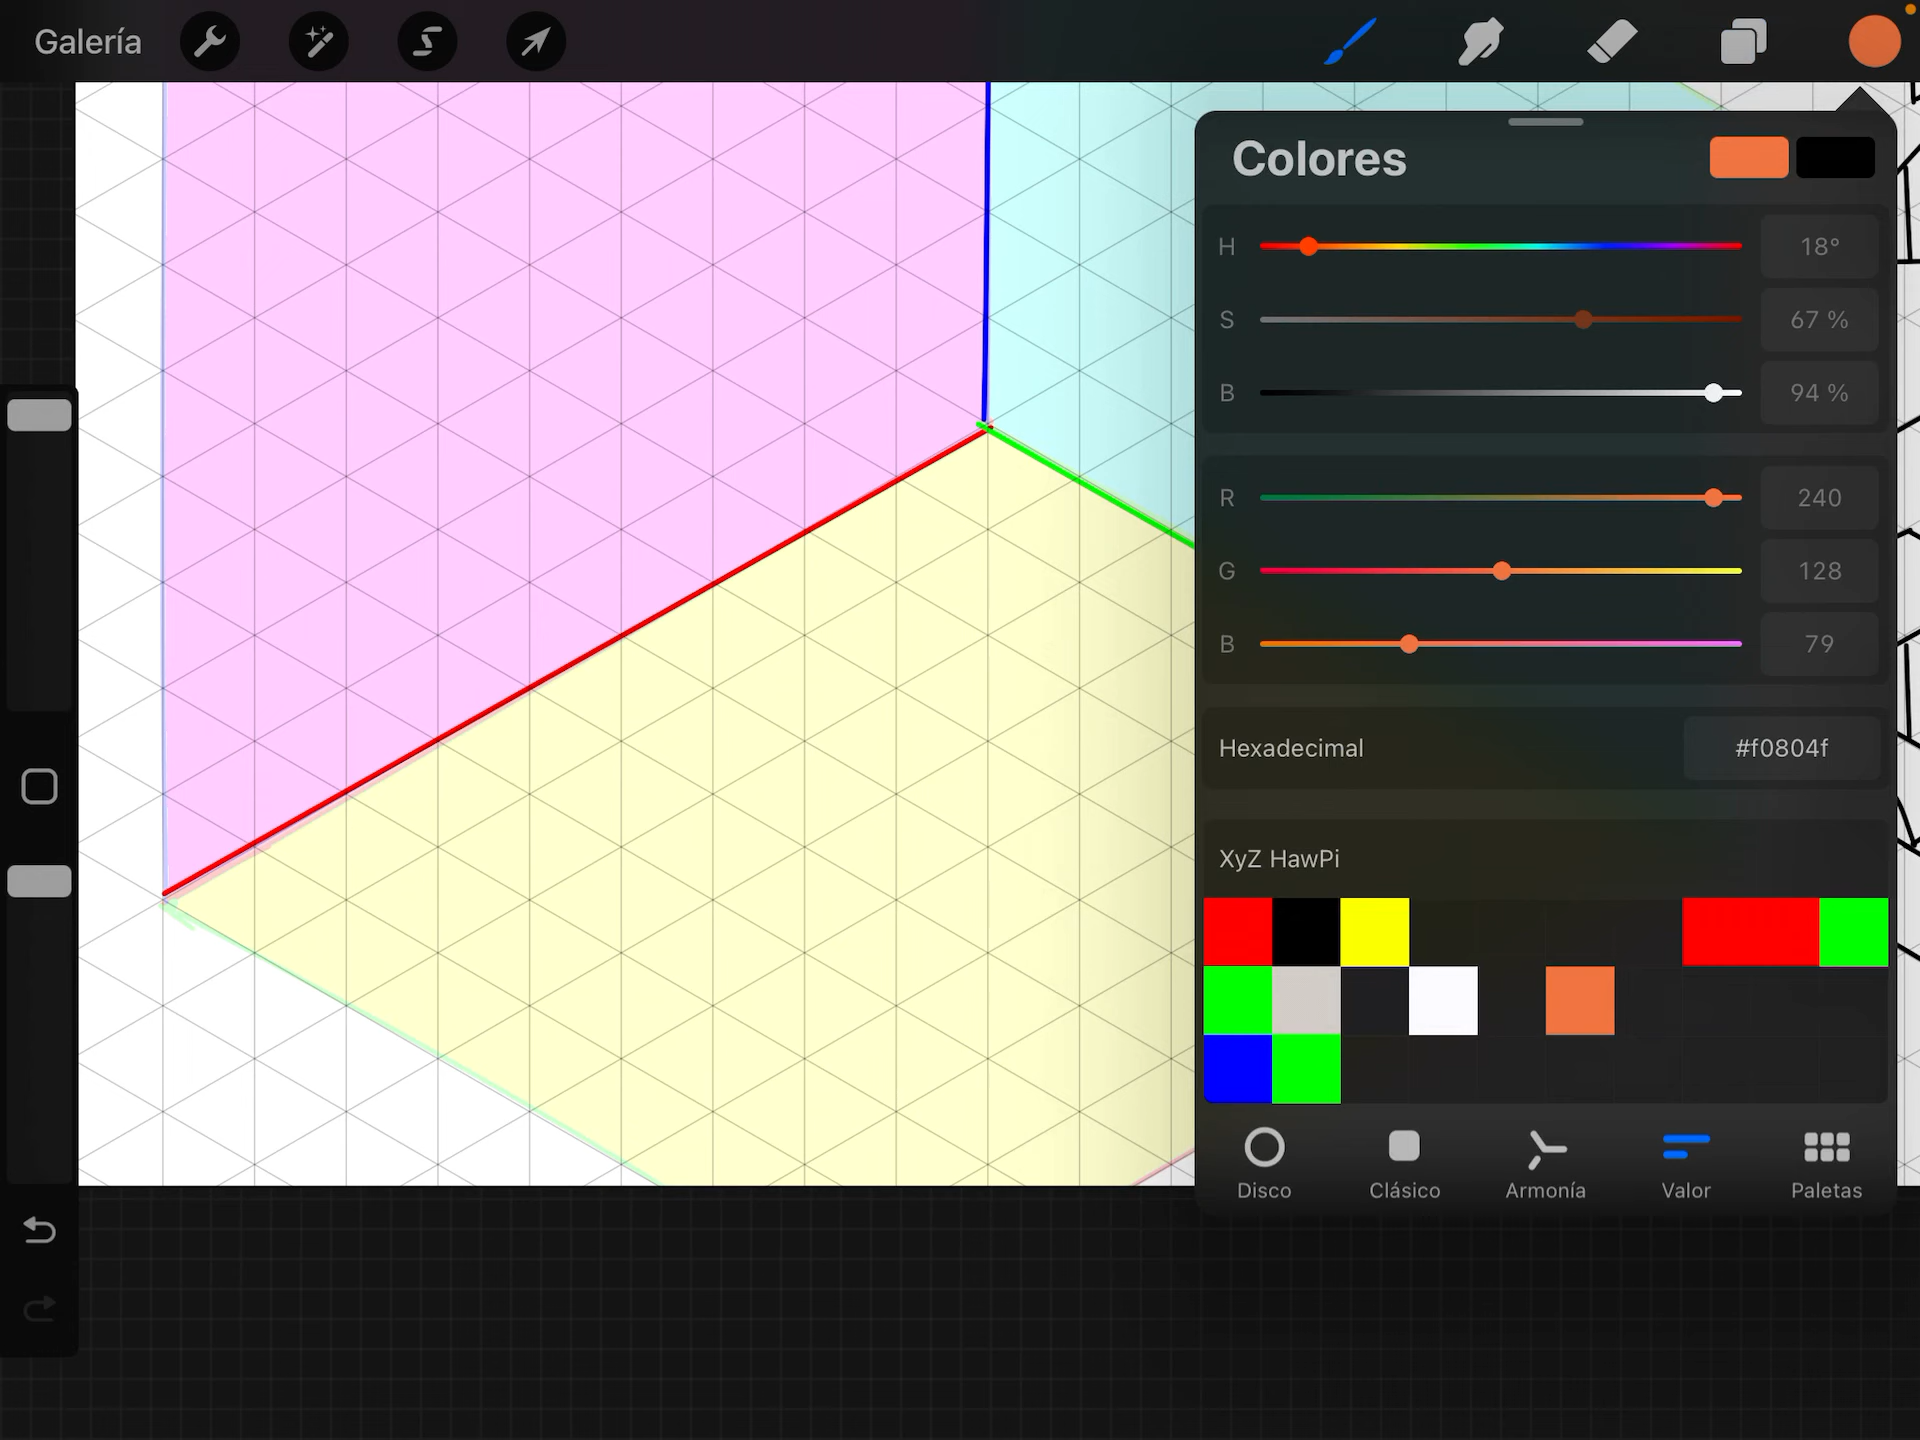 Galería
Colores
H 18°
S 67 %
B 94 %
R 240
G 128
B 79
Hexadecimal #f0804f
XyZ HawPi
Disco Clásico Armonía Valor Paletas